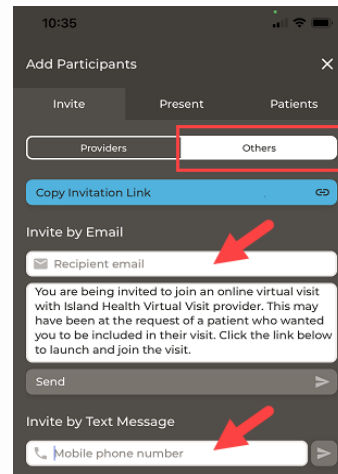 10:35
Add Participants
Invite Present Patients
Providers Others
Copy Invitation Link
Invite by Email
Recipient email
You are being invited to join an online virtual visit
with Island Health Virtual Visit provider. This may
have been at the request of a patient who wanted
you to be included in their visit. Click the link below
to launch and join the visit.
Send
Invite by Text Message
Mobile phone number